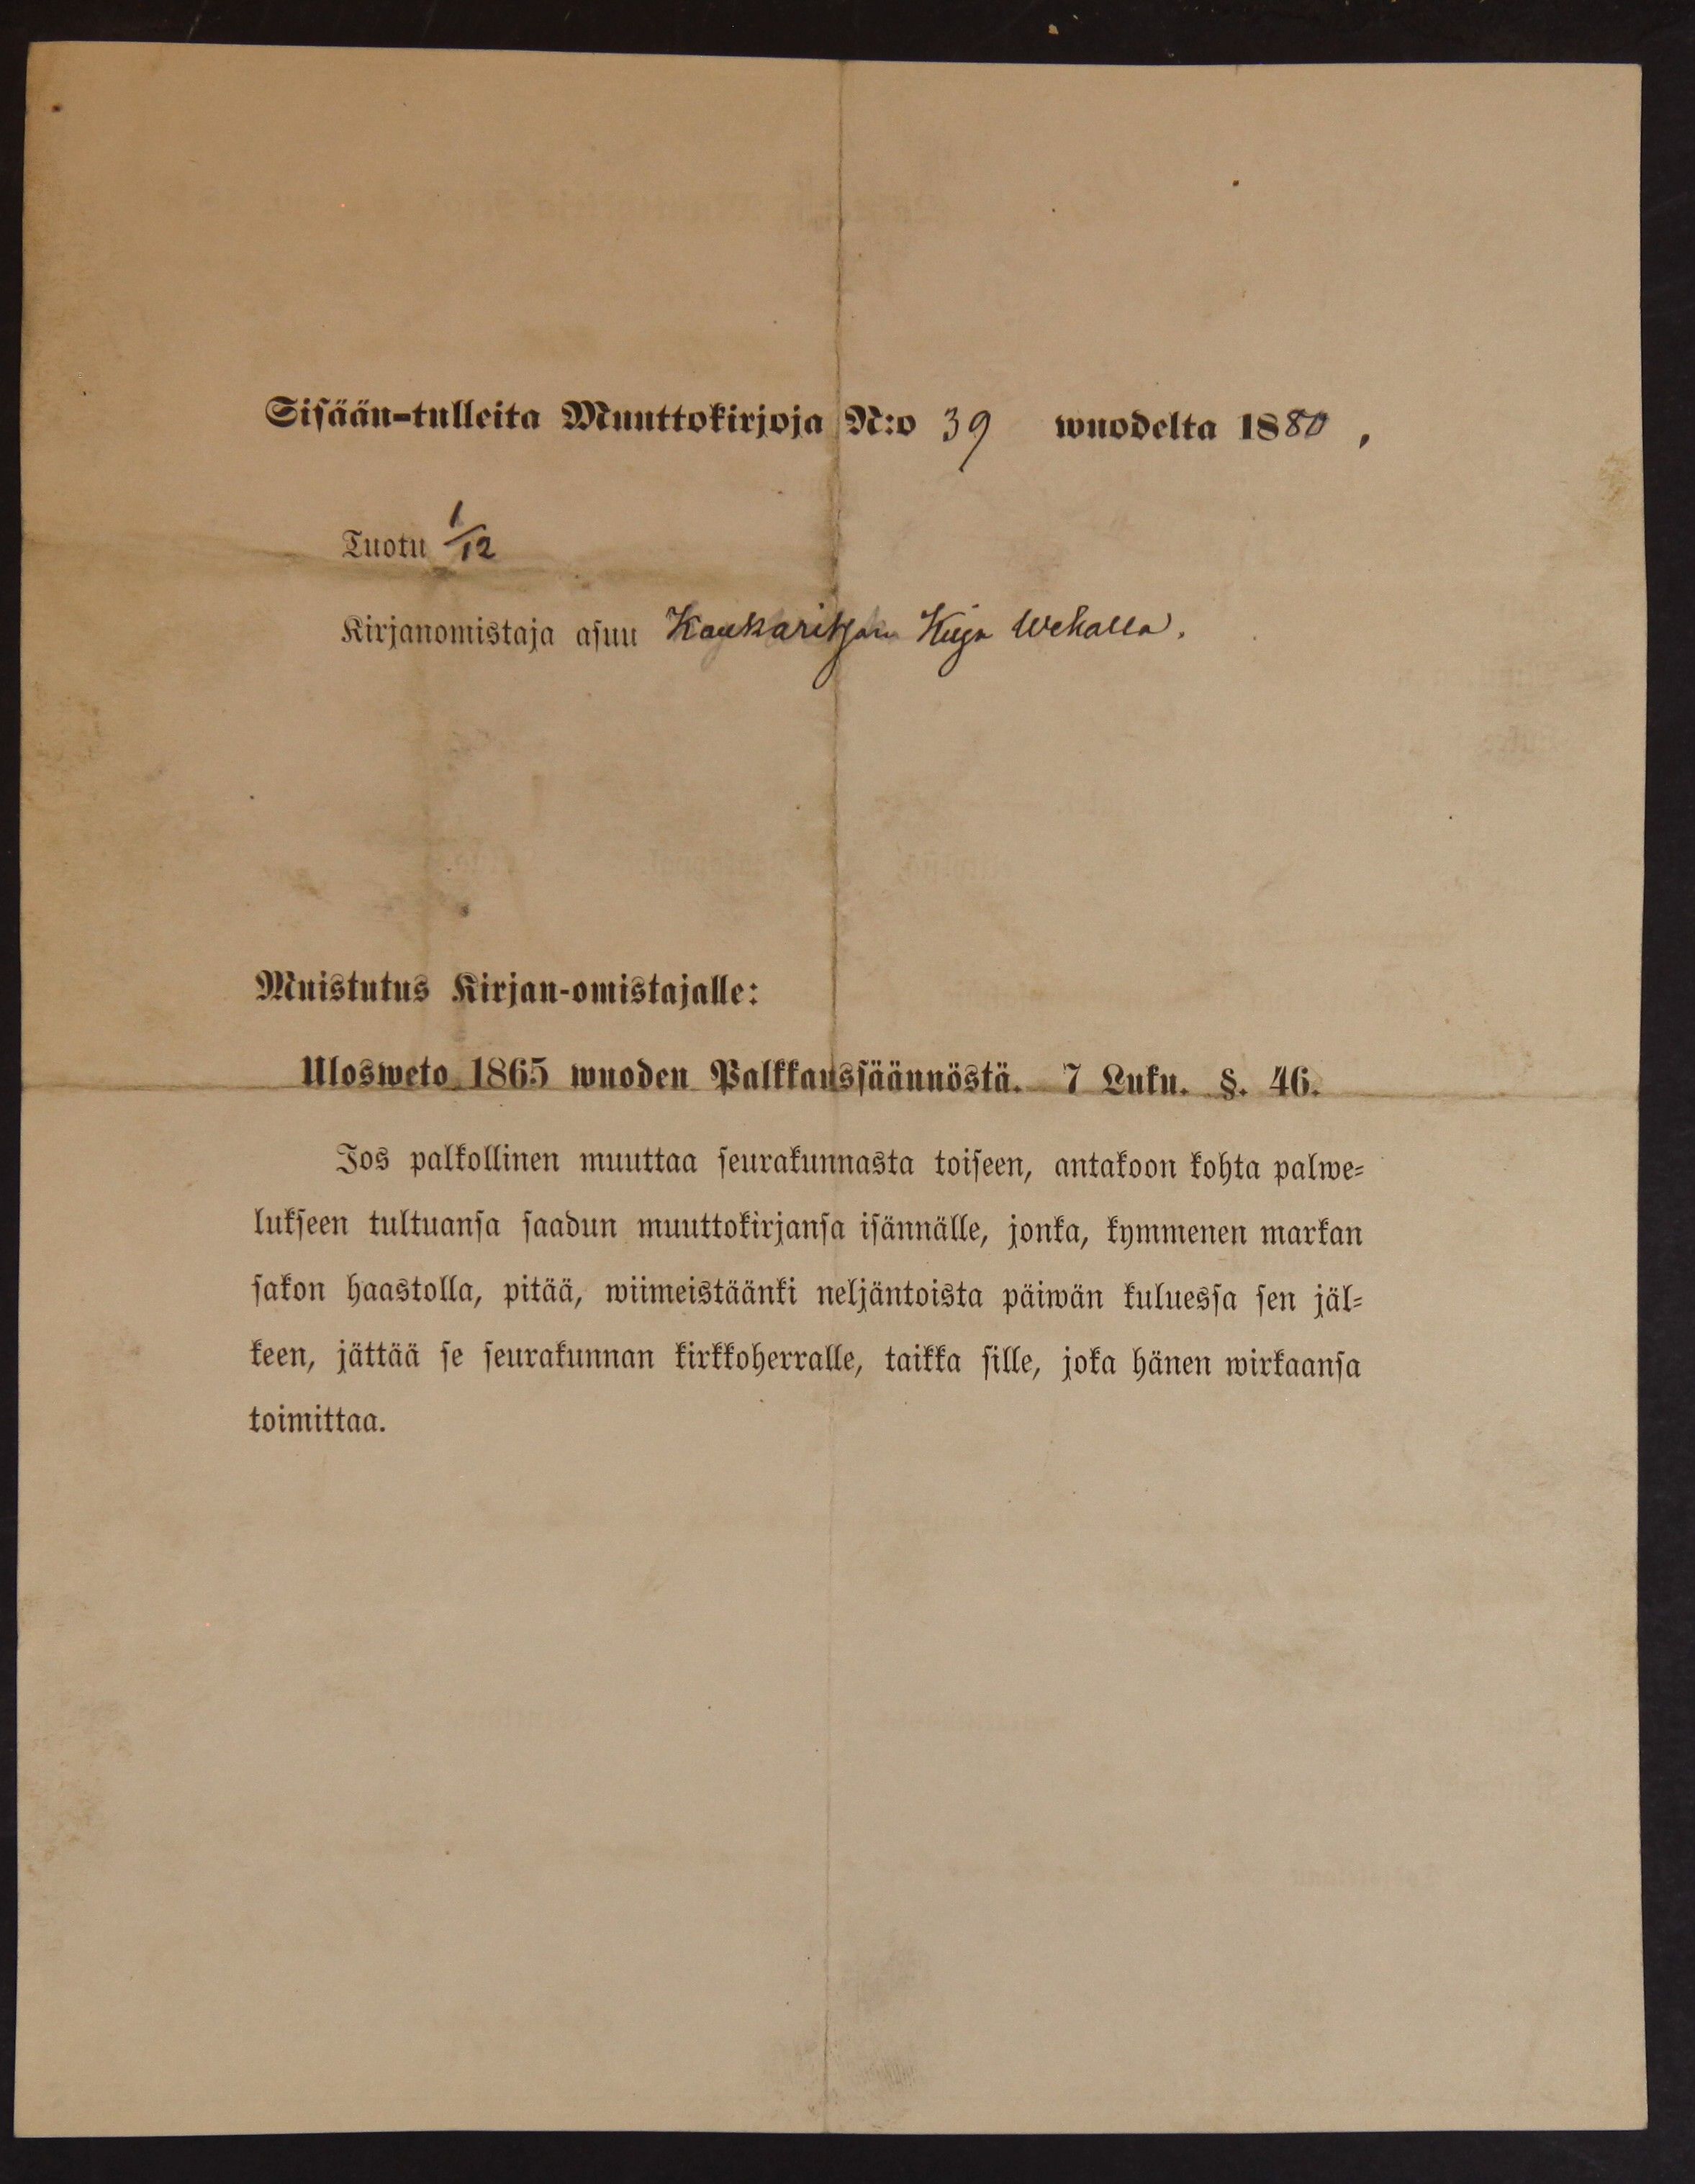 Sisään-tulleita Muuttokirjoja N:o 39 wuodelta 1880,
Tuotu 1/12
Kirjanomistaja asuu
Muistutus Kirjan-omistajalle:
Ulosweto 1865 wuoden Palkkaussäännöstä. 7 Luku. §. 46.
Jos palkollinen muuttaa seurakunnasta toiseen, antakoon kohta palwe-
lukseen tultuansa saadun muuttokirjansa isännälle, jonka, kymmenen markan
sakon haastolla, pitää, wiimeistäänki neljäntoista päiwän kuluessa sen jäl-
keen, jättää se seurakunnan kirkkoherralle, taikka sille, joka hänen wirkaansa
toimittaa.